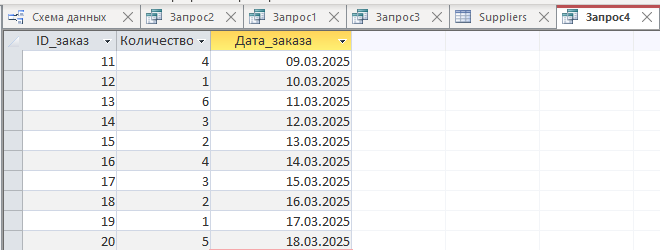 Схема данных Запрос2 Запрос1 Запрос3 Suppliers Запрос4
ID_заказ Количество Дата_заказа
11 4 09.03.2025
12 1 10.03.2025
13 6 11.03.2025
14 3 12.03.2025
15 2 13.03.2025
16 4 14.03.2025
17 3 15.03.2025
18 2 16.03.2025
19 1 17.03.2025
20 5 18.03.2025